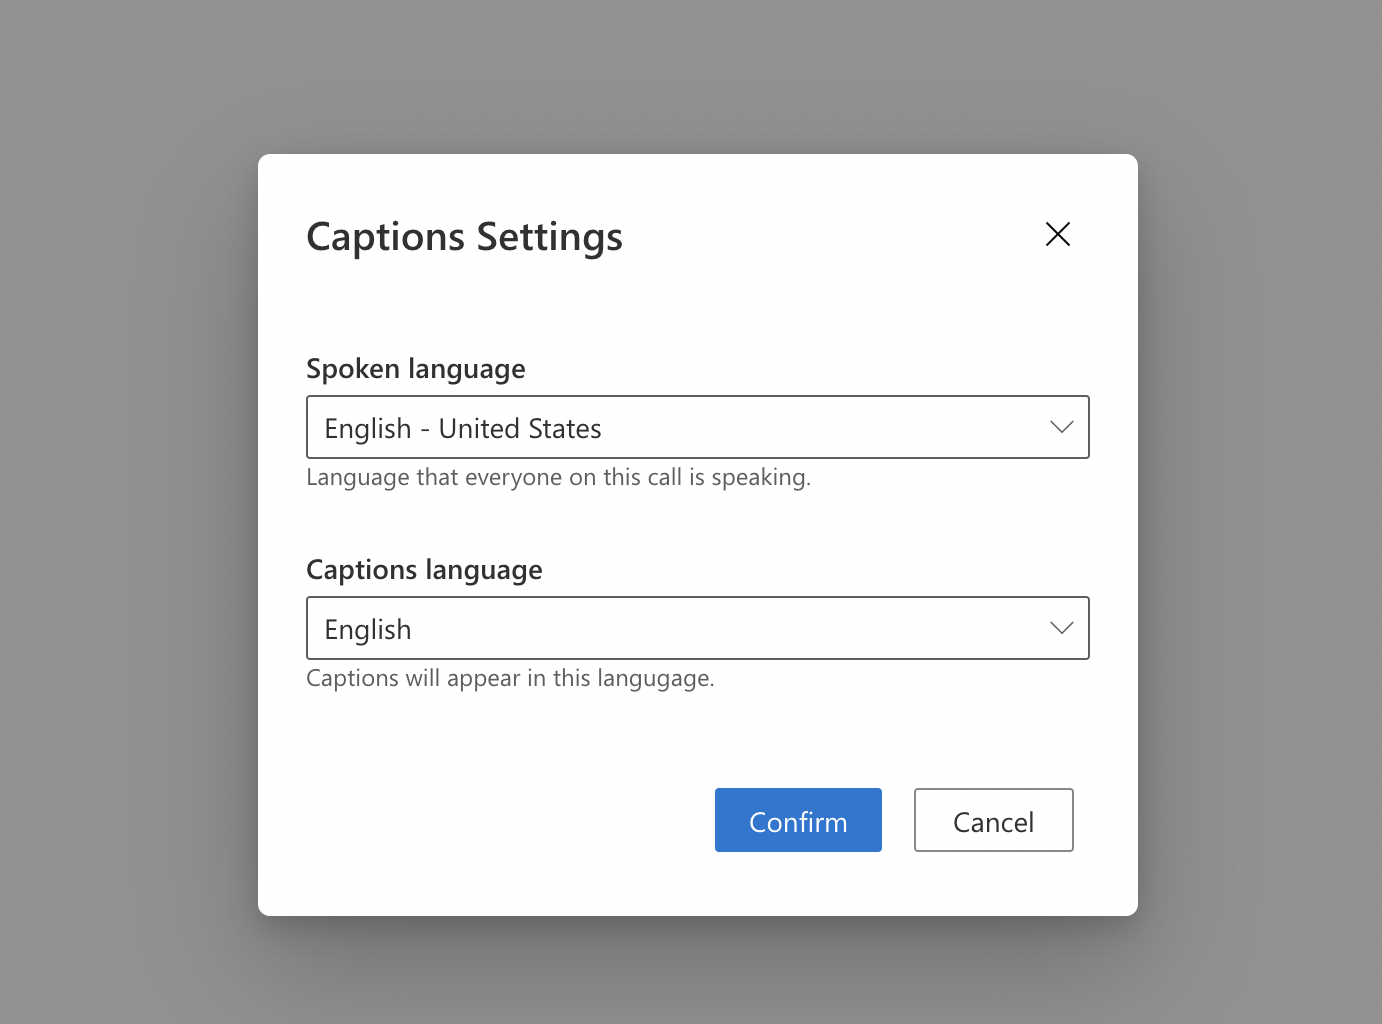 Captions Settings
Spoken language
English - United States
Language that everyone on this call is speaking.
Captions language
English
Captions will appear in this langugage.
Confirm
Cancel